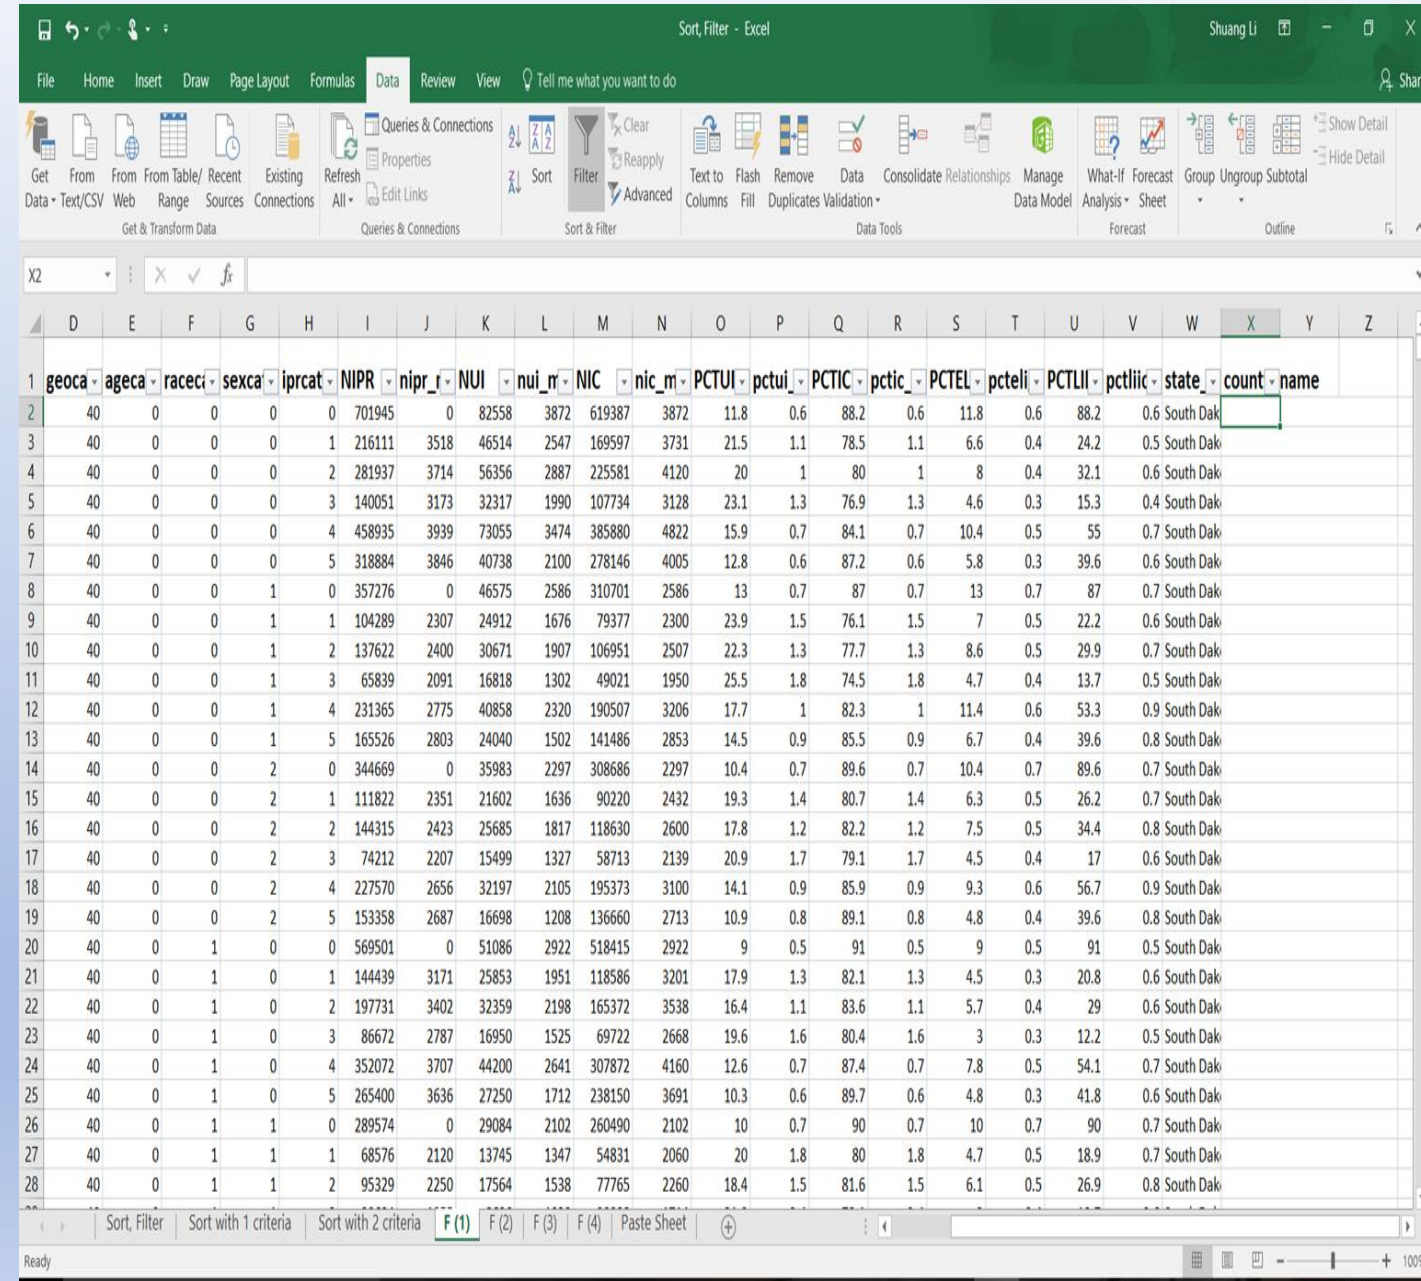 Sort, Filter - Excel Shuang Li
File Home Insert Draw Page Layout Formulas Data Review View Tell me what you want to do Shar
Get Data From Text/CSV From Web From Table/ Range Recent Sources Existing Connections Refresh All Queries & Connections Properties Edit Links Sort Filter Clear Reapply Advanced Text to Columns Flash Fill Remove Duplicates Data Validation Consolidate Relationships Manage Data Model What-If Analysis Forecast Sheet Group Ungroup Subtotal Show Detail Hide Detail
Get & Transform Data Queries & Connections Sort & Filter Data Tools Forecast Outline
X2 fx
D E F G H I J K L M N O P Q R S T U V W X Y Z
1 geoca ageca raceca sexca iprcat NIPR nipr_r NUI nui_m NIC nic_m PCTUI pctui_ PCTIC pctic_ PCTEL pcteli PCTLII pctliic state_ count name
2 40 0 0 0 0 701945 0 82558 3872 619387 3872 11.8 0.6 88.2 0.6 11.8 0.6 88.2 0.6 South Dak
3 40 0 0 0 1 216111 3518 46514 2547 169597 3731 21.5 1.1 78.5 1.1 6.6 0.4 24.2 0.5 South Dak
4 40 0 0 0 2 281937 3714 56356 2887 225581 4120 20 1 80 1 8 0.4 32.1 0.6 South Dak
5 40 0 0 0 3 140051 3173 32317 1990 107734 3128 23.1 1.3 76.9 1.3 4.6 0.3 15.3 0.4 South Dak
6 40 0 0 0 4 458935 3939 73055 3474 385880 4822 15.9 0.7 84.1 0.7 10.4 0.5 55 0.7 South Dak
7 40 0 0 0 5 318884 3846 40738 2100 278146 4005 12.8 0.6 87.2 0.6 5.8 0.3 39.6 0.6 South Dak
8 40 0 0 1 0 357276 0 46575 2586 310701 2586 13 0.7 87 0.7 13 0.7 87 0.7 South Dak
9 40 0 0 1 1 104289 2307 24912 1676 79377 2300 23.9 1.5 76.1 1.5 7 0.5 22.2 0.6 South Dak
10 40 0 0 1 2 137622 2400 30671 1907 106951 2507 22.3 1.3 77.7 1.3 8.6 0.5 29.9 0.7 South Dak
11 40 0 0 1 3 65839 2091 16818 1302 49021 1950 25.5 1.8 74.5 1.8 4.7 0.4 13.7 0.5 South Dak
12 40 0 0 1 4 231365 2775 40858 2320 190507 3206 17.7 1 82.3 1 11.4 0.6 53.3 0.9 South Dak
13 40 0 0 1 5 165526 2803 24040 1502 141486 2853 14.5 0.9 85.5 0.9 6.7 0.4 39.6 0.8 South Dak
14 40 0 0 2 0 344669 0 35983 2297 308686 2297 10.4 0.7 89.6 0.7 10.4 0.7 89.6 0.7 South Dak
15 40 0 0 2 1 111822 2351 21602 1636 90220 2432 19.3 1.4 80.7 1.4 6.3 0.5 26.2 0.7 South Dak
16 40 0 0 2 2 144315 2423 25685 1817 118630 2600 17.8 1.2 82.2 1.2 7.5 0.5 34.4 0.8 South Dak
17 40 0 0 2 3 74212 2207 15499 1327 58713 2139 20.9 1.7 79.1 1.7 4.5 0.4 17 0.6 South Dak
18 40 0 0 2 4 227570 2656 32197 2105 195373 3100 14.1 0.9 85.9 0.9 9.3 0.6 56.7 0.9 South Dak
19 40 0 0 2 5 153358 2687 16698 1208 136660 2713 10.9 0.8 89.1 0.8 4.8 0.4 39.6 0.8 South Dak
20 40 0 1 0 0 569501 0 51086 2922 518415 2922 9 0.5 91 0.5 9 0.5 91 0.5 South Dak
21 40 0 1 0 1 144439 3171 25853 1951 118586 3201 17.9 1.3 82.1 1.3 4.5 0.3 20.8 0.6 South Dak
22 40 0 1 0 2 197731 3402 32359 2198 165372 3538 16.4 1.1 83.6 1.1 5.7 0.4 29 0.6 South Dak
23 40 0 1 0 3 86672 2787 16950 1525 69722 2668 19.6 1.6 80.4 1.6 3 0.3 12.2 0.5 South Dak
24 40 0 1 0 4 352072 3707 44200 2641 307872 4160 12.6 0.7 87.4 0.7 7.8 0.5 54.1 0.7 South Dak
25 40 0 1 0 5 265400 3636 27250 1712 238150 3691 10.3 0.6 89.7 0.6 4.8 0.3 41.8 0.6 South Dak
26 40 0 1 1 0 289574 0 29084 2102 260490 2102 10 0.7 90 0.7 10 0.7 90 0.7 South Dak
27 40 0 1 1 1 68576 2120 13745 1347 54831 2060 20 1.8 80 1.8 4.7 0.5 18.9 0.7 South Dak
28 40 0 1 1 2 95329 2250 17564 1538 77765 2260 18.4 1.5 81.6 1.5 6.1 0.5 26.9 0.8 South Dak
Sort, Filter Sort with 1 criteria Sort with 2 criteria F (1) F (2) F (3) F (4) Paste Sheet
Ready 100%